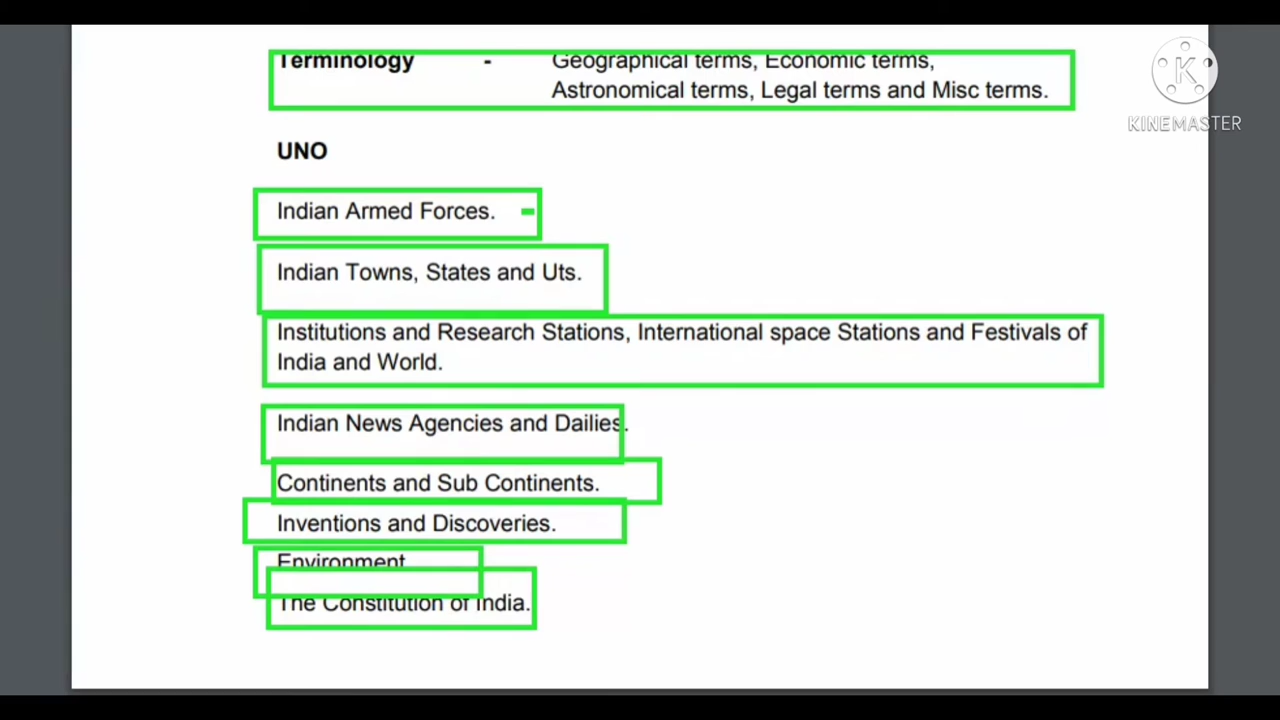 Terminology - Geographical terms, Economic terms,
Astronomical terms, Legal terms and Misc terms.
UNO
Indian Armed Forces.
Indian Towns, States and Uts.
Institutions and Research Stations, International space Stations and Festivals of
India and World.
Indian News Agencies and Dailies.
Continents and Sub Continents.
Inventions and Discoveries.
Environment
The Constitution of India.
K
KINEMASTER